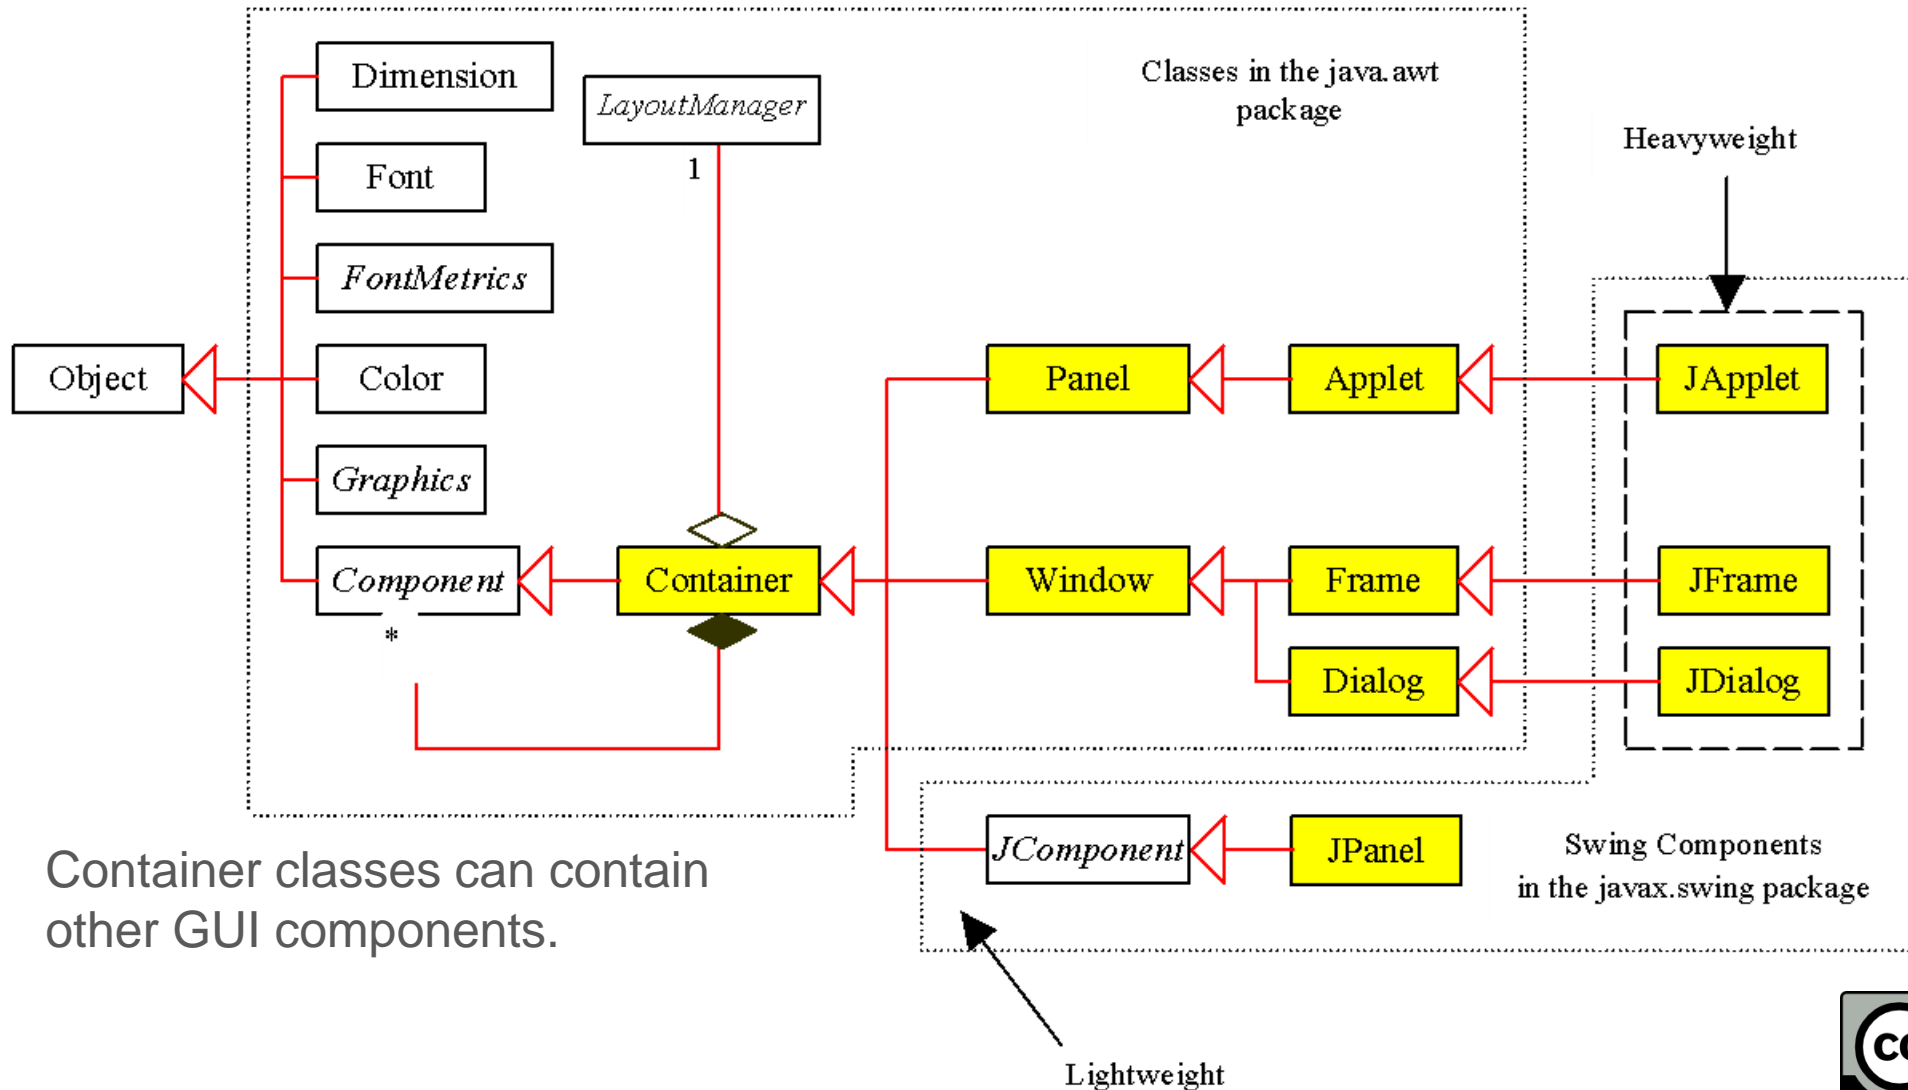 Dimension
LayoutManager
Classes in the java.awt
package
Heavyweight
1
Font
FontMetrics
Object
Color
Panel
Applet
JApplet
Graphics
Component
Container
Window
Frame
JFrame
*
Dialog
JDialog
JComponent
JPanel
Swing Components
in the javax.swing package
Container classes can contain
other GUI components.
Lightweight